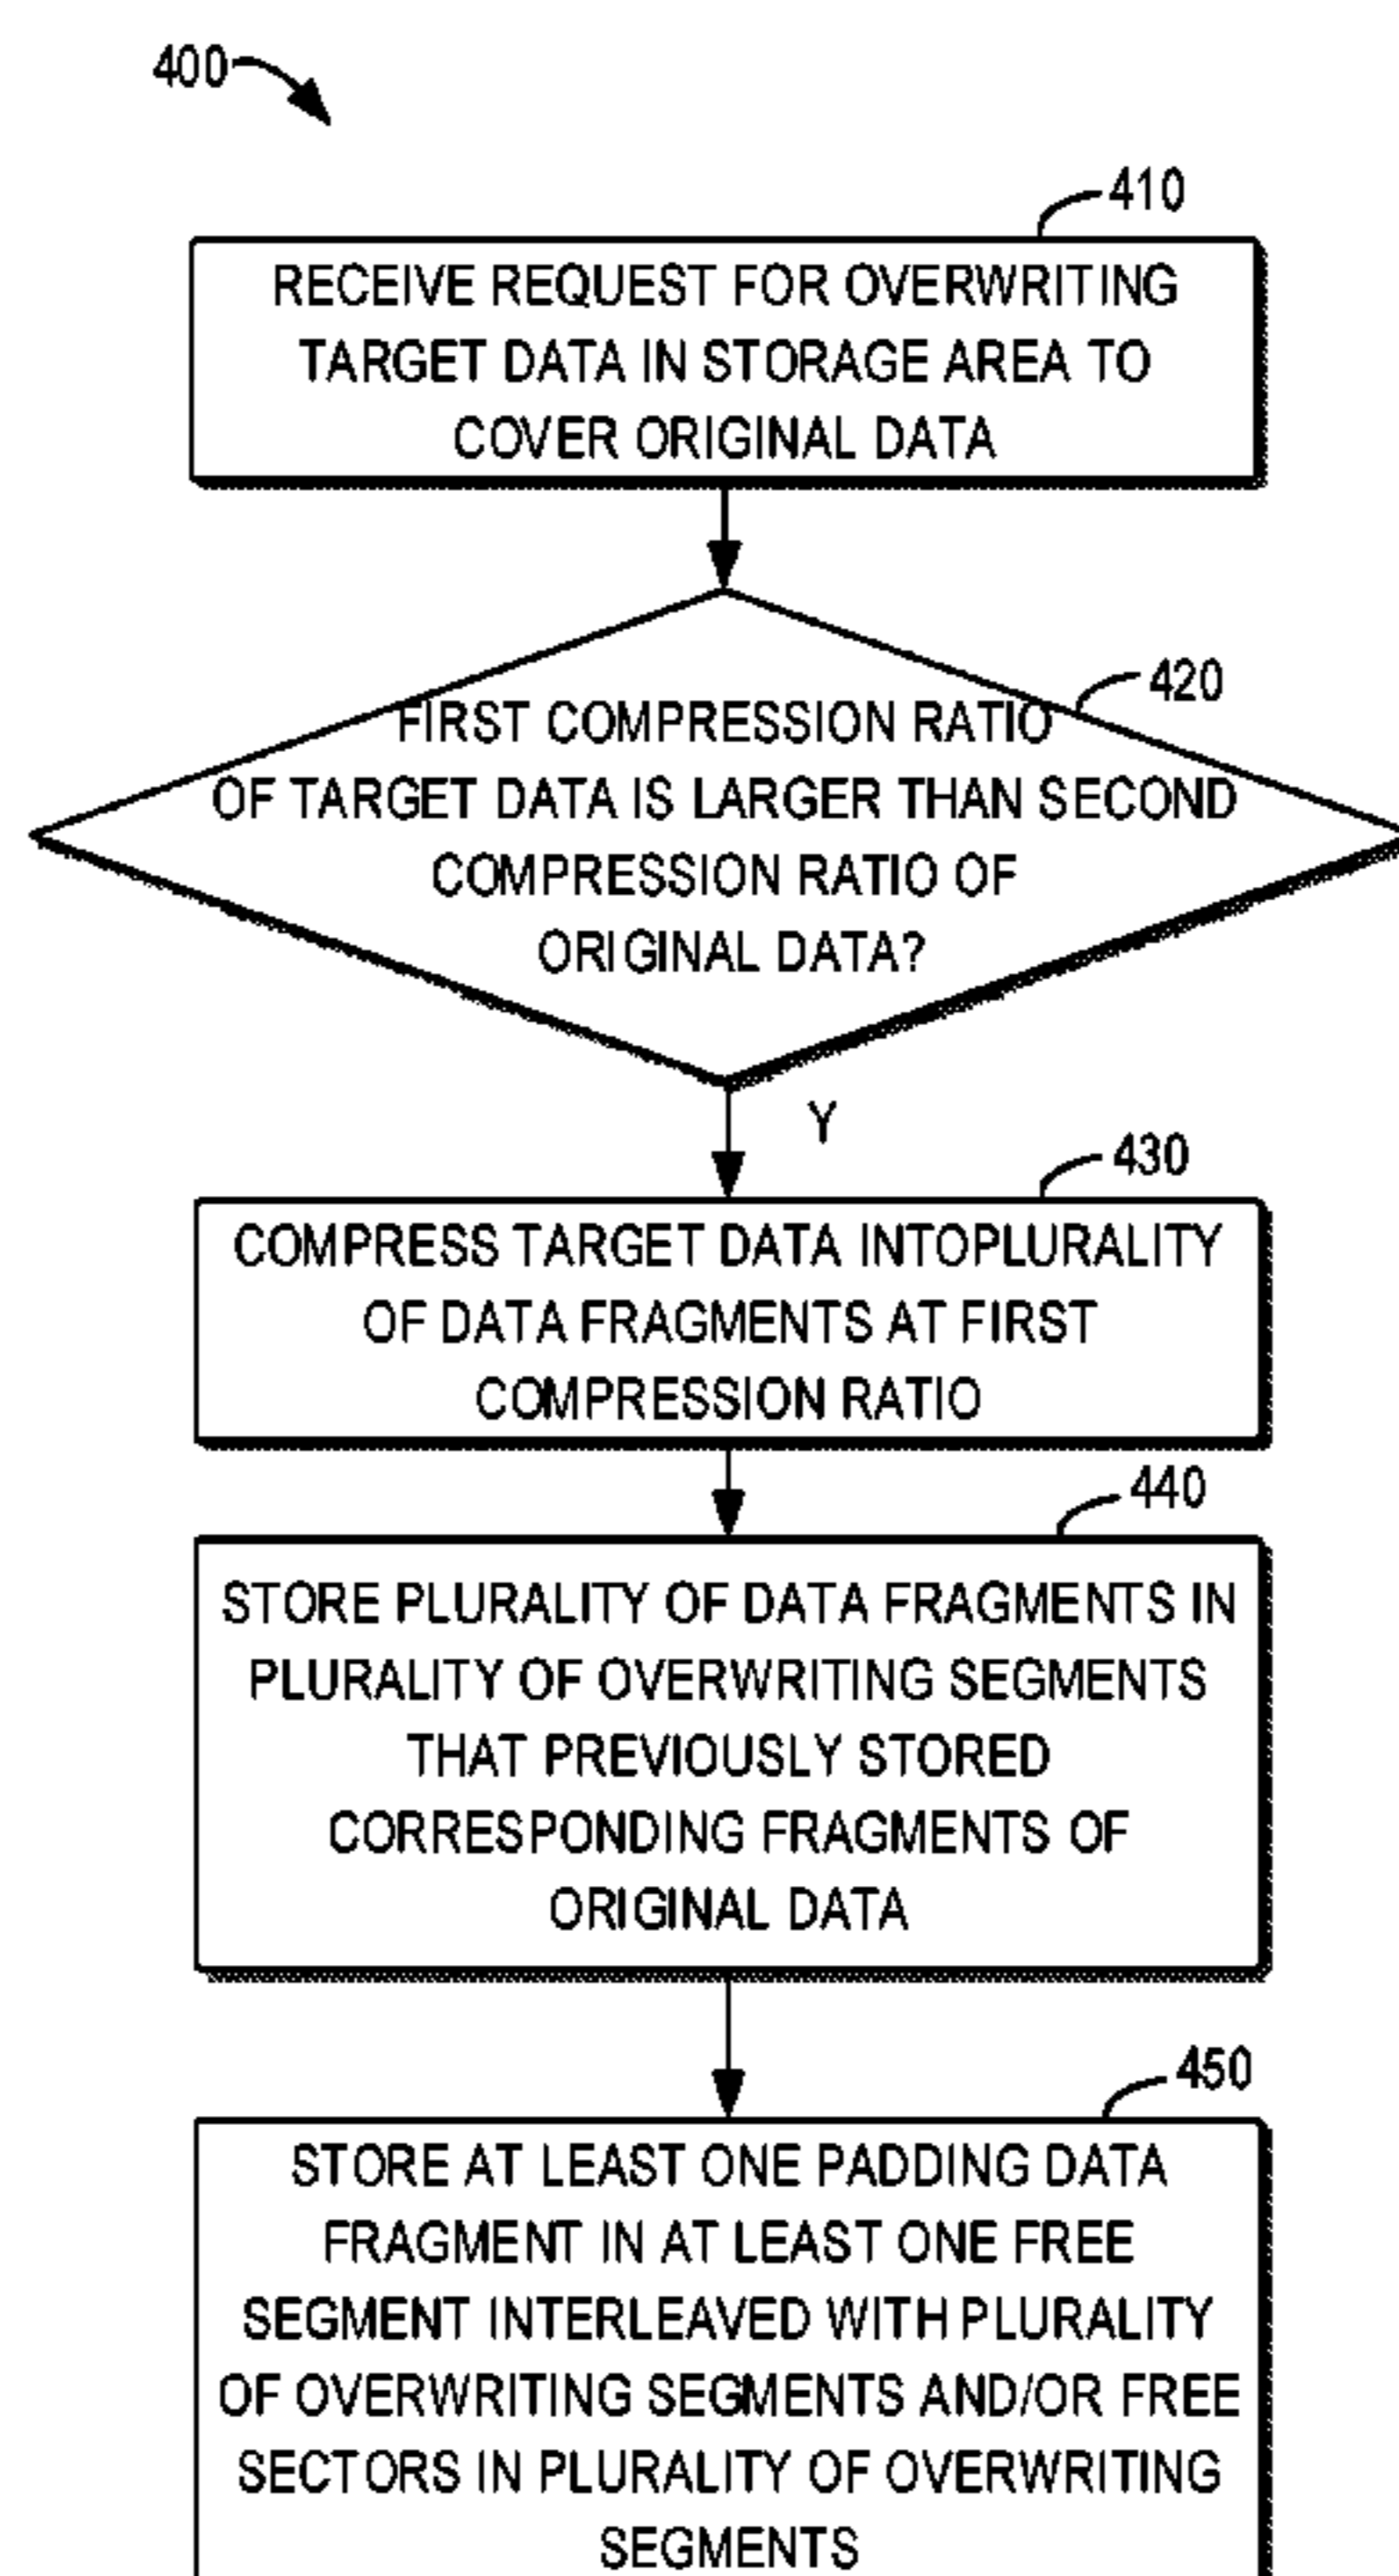 400
410
RECEIVE REQUEST FOR OVERWRITING
TARGET DATA IN STORAGE AREA TO
COVER ORIGINAL DATA
420
FIRST COMPRESSION RATIO
OF TARGET DATA IS LARGER THAN SECOND
COMPRESSION RATIO OF
ORIGINAL DATA?
Y
430
COMPRESS TARGET DATA INTOPLURALITY
OF DATA FRAGMENTS AT FIRST
COMPRESSION RATIO
440
STORE PLURALITY OF DATA FRAGMENTS IN
PLURALITY OF OVERWRITING SEGMENTS
THAT PREVIOUSLY STORED
CORRESPONDING FRAGMENTS OF
ORIGINAL DATA
450
STORE AT LEAST ONE PADDING DATA
FRAGMENT IN AT LEAST ONE FREE
SEGMENT INTERLEAVED WITH PLURALITY
OF OVERWRITING SEGMENTS AND/OR FREE
SECTORS IN PLURALITY OF OVERWRITING
SEGMENTS